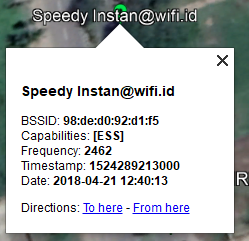 Speedy Instan@wifi.id
Speedy Instan@wifi.id
BSSID: 98:de:d0:92:d1:f5
Capabilities: [ESS]
Frequency: 2462
Timestamp: 1524289213000
Date: 2018-04-21 12:40:13
R
Directions: To here - From here